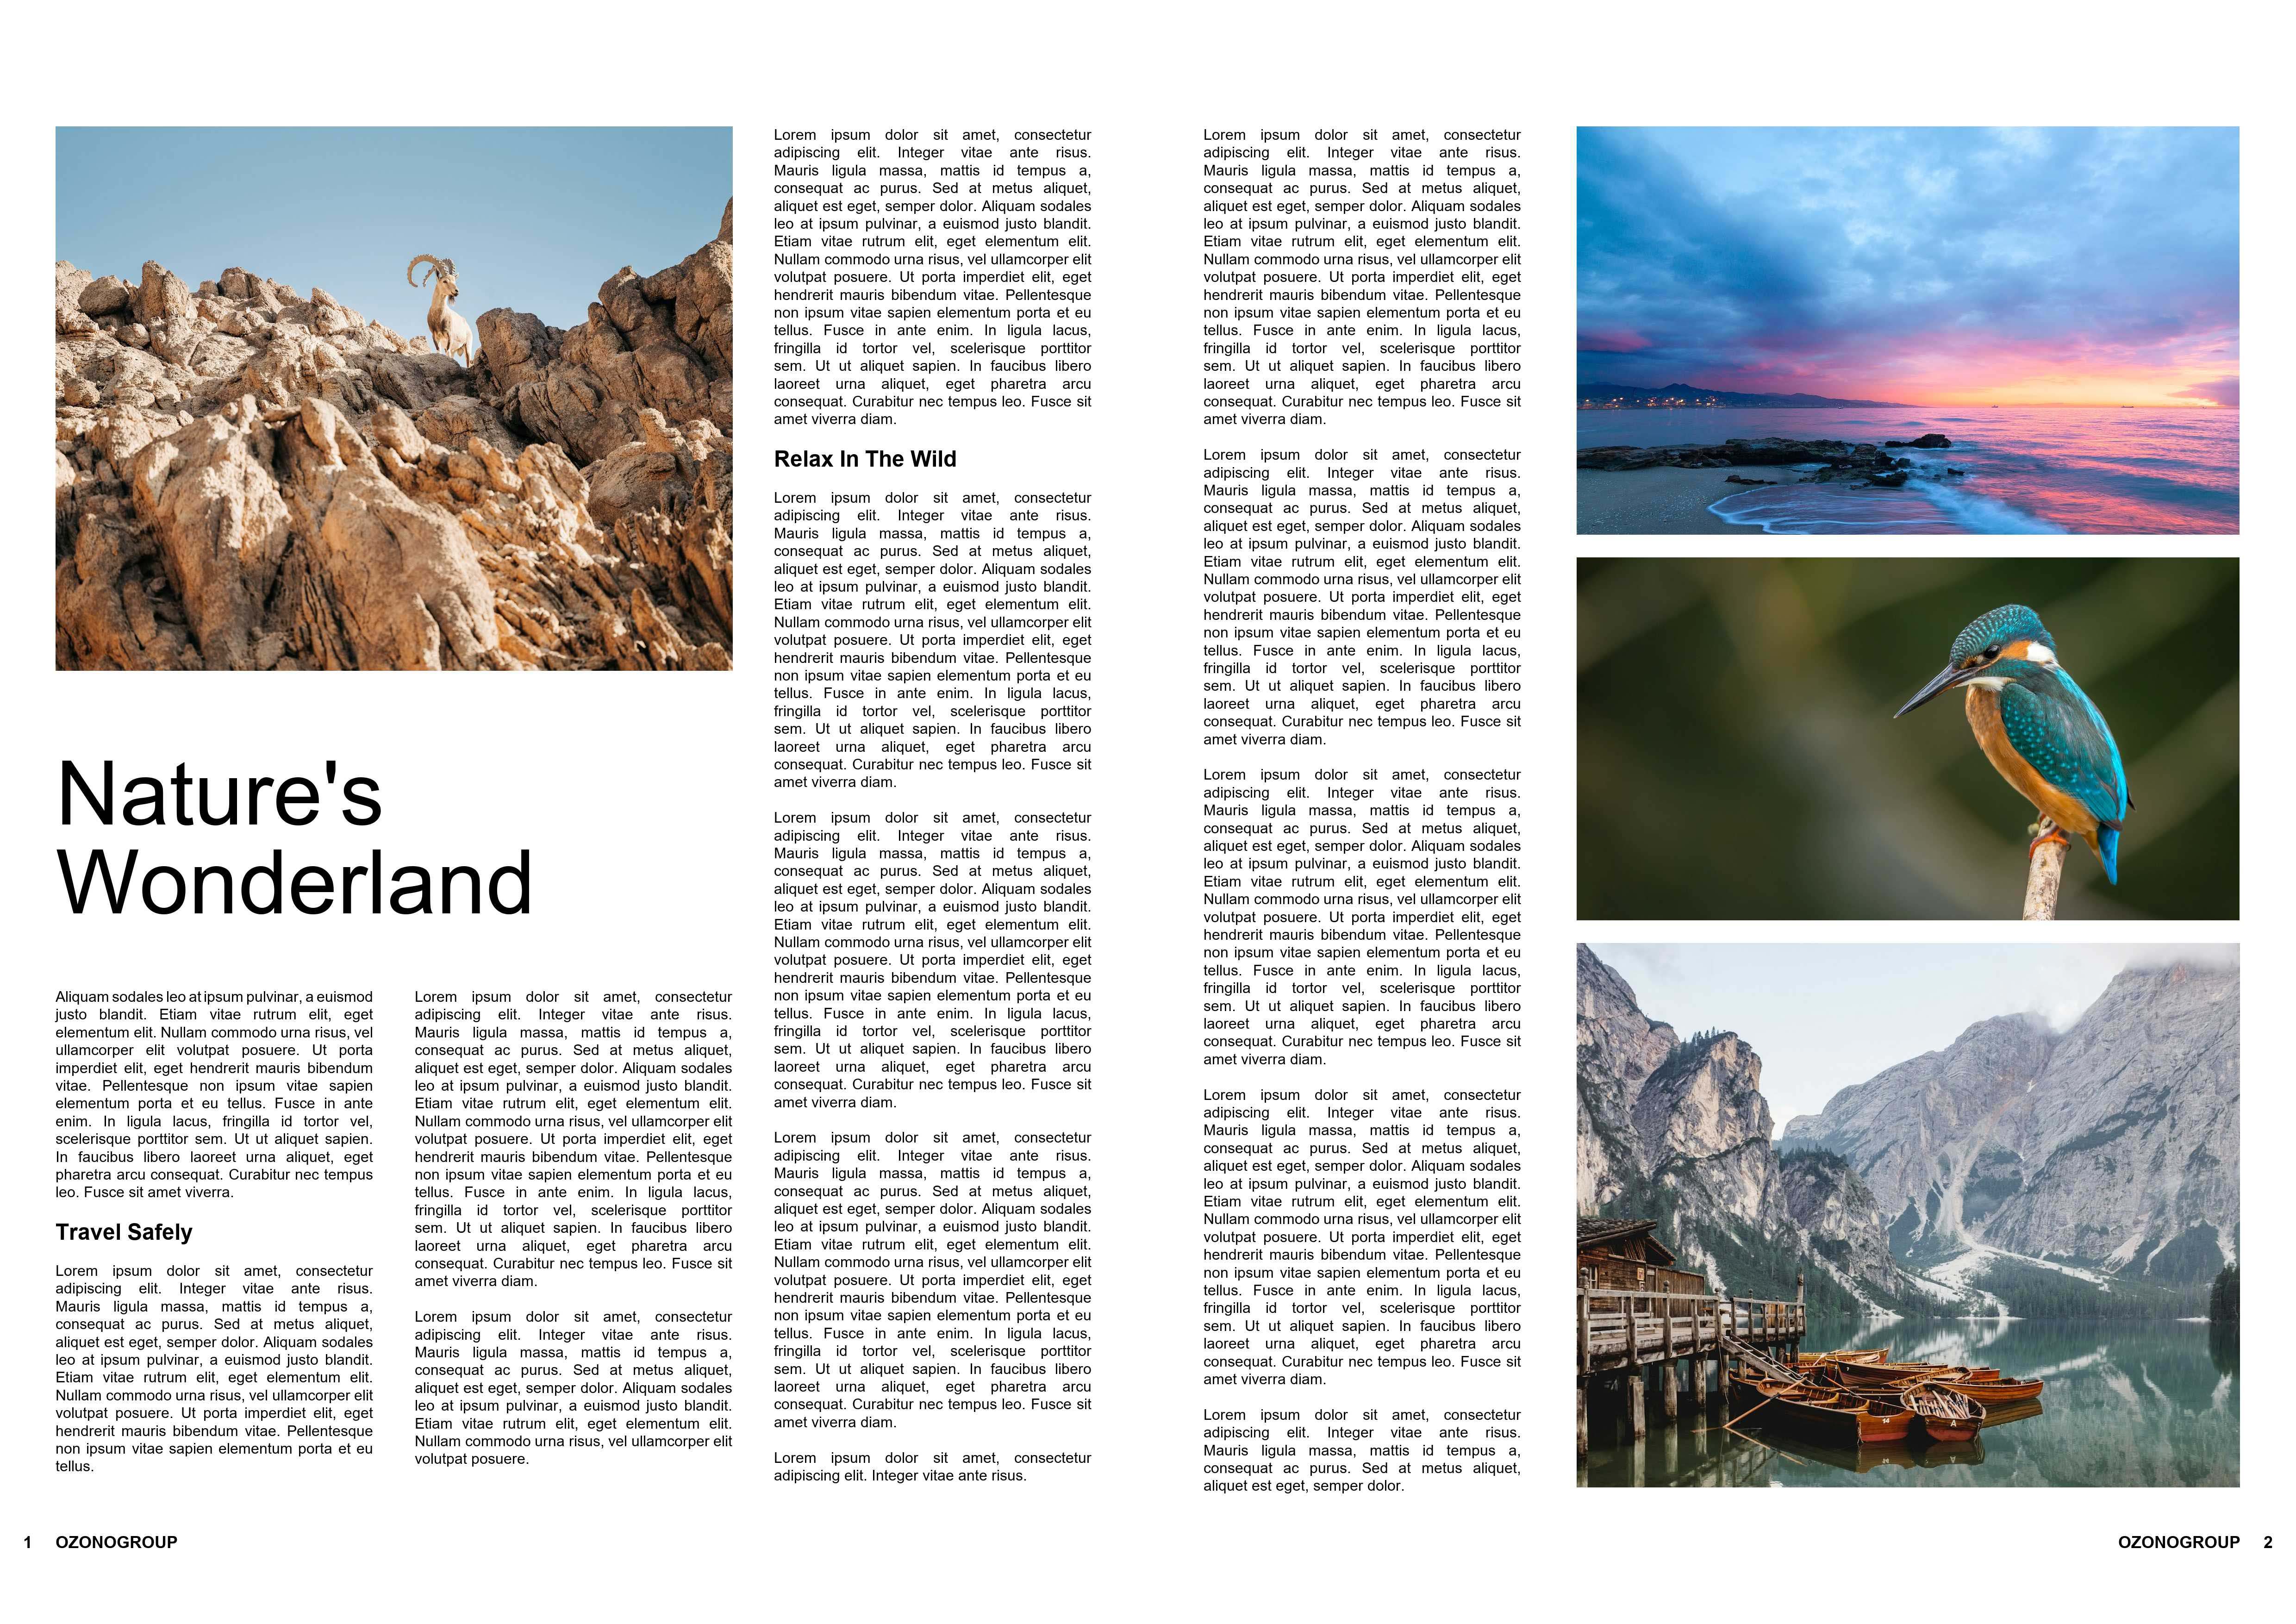 Nature's
Wonderland
Aliquam sodales leo at ipsum pulvinar, a euismod
justo blandit. Etiam vitae rutrum elit, eget
elementum elit. Nullam commodo urna risus, vel
ullamcorper elit volutpat posuere. Ut porta
imperdiet elit, eget hendrerit mauris bibendum
vitae. Pellentesque non ipsum vitae sapien
elementum porta et eu tellus. Fusce in ante
enim. In ligula lacus, fringilla id tortor vel,
scelerisque porttitor sem. Ut ut aliquet sapien.
In faucibus libero laoreet urna aliquet, eget
pharetra arcu consequat. Curabitur nec tempus
leo. Fusce sit amet viverra.
Travel Safely
Lorem ipsum dolor sit amet, consectetur
adipiscing elit. Integer vitae ante risus.
Mauris ligula massa, mattis id tempus a,
consequat ac purus. Sed at metus aliquet,
aliquet est eget, semper dolor. Aliquam sodales
leo at ipsum pulvinar, a euismod justo blandit.
Etiam vitae rutrum elit, eget elementum elit.
Nullam commodo urna risus, vel ullamcorper elit
volutpat posuere. Ut porta imperdiet elit, eget
hendrerit mauris bibendum vitae. Pellentesque
non ipsum vitae sapien elementum porta et eu
tellus.
Lorem ipsum dolor sit amet, consectetur
adipiscing elit. Integer vitae ante risus.
Mauris ligula massa, mattis id tempus a,
consequat ac purus. Sed at metus aliquet,
aliquet est eget, semper dolor. Aliquam sodales
leo at ipsum pulvinar, a euismod justo blandit.
Etiam vitae rutrum elit, eget elementum elit.
Nullam commodo urna risus, vel ullamcorper elit
volutpat posuere. Ut porta imperdiet elit, eget
hendrerit mauris bibendum vitae. Pellentesque
non ipsum vitae sapien elementum porta et eu
tellus. Fusce in ante enim. In ligula lacus,
fringilla id tortor vel, scelerisque porttitor
sem. Ut ut aliquet sapien. In faucibus libero
laoreet urna aliquet, eget pharetra arcu
consequat. Curabitur nec tempus leo. Fusce sit
amet viverra diam.
Lorem ipsum dolor sit amet, consectetur
adipiscing elit. Integer vitae ante risus.
Mauris ligula massa, mattis id tempus a,
consequat ac purus. Sed at metus aliquet,
aliquet est eget, semper dolor. Aliquam sodales
leo at ipsum pulvinar, a euismod justo blandit.
Etiam vitae rutrum elit, eget elementum elit.
Nullam commodo urna risus, vel ullamcorper elit
volutpat posuere.
Lorem ipsum dolor sit amet, consectetur
adipiscing elit. Integer vitae ante risus.
Mauris ligula massa, mattis id tempus a,
consequat ac purus. Sed at metus aliquet,
aliquet est eget, semper dolor. Aliquam sodales
leo at ipsum pulvinar, a euismod justo blandit.
Etiam vitae rutrum elit, eget elementum elit.
Nullam commodo urna risus, vel ullamcorper elit
volutpat posuere. Ut porta imperdiet elit, eget
hendrerit mauris bibendum vitae. Pellentesque
non ipsum vitae sapien elementum porta et eu
tellus. Fusce in ante enim. In ligula lacus,
fringilla id tortor vel, scelerisque porttitor
sem. Ut ut aliquet sapien. In faucibus libero
laoreet urna aliquet, eget pharetra arcu
consequat. Curabitur nec tempus leo. Fusce sit
amet viverra diam.
Relax In The Wild
Lorem ipsum dolor sit amet, consectetur
adipiscing elit. Integer vitae ante risus.
Mauris ligula massa, mattis id tempus a,
consequat ac purus. Sed at metus aliquet,
aliquet est eget, semper dolor. Aliquam sodales
leo at ipsum pulvinar, a euismod justo blandit.
Etiam vitae rutrum elit, eget elementum elit.
Nullam commodo urna risus, vel ullamcorper elit
volutpat posuere. Ut porta imperdiet elit, eget
hendrerit mauris bibendum vitae. Pellentesque
non ipsum vitae sapien elementum porta et eu
tellus. Fusce in ante enim. In ligula lacus,
fringilla id tortor vel, scelerisque porttitor
sem. Ut ut aliquet sapien. In faucibus libero
laoreet urna aliquet, eget pharetra arcu
consequat. Curabitur nec tempus leo. Fusce sit
amet viverra diam.
Lorem ipsum dolor sit amet, consectetur
adipiscing elit. Integer vitae ante risus.
Mauris ligula massa, mattis id tempus a,
consequat ac purus. Sed at metus aliquet,
aliquet est eget, semper dolor. Aliquam sodales
leo at ipsum pulvinar, a euismod justo blandit.
Etiam vitae rutrum elit, eget elementum elit.
Nullam commodo urna risus, vel ullamcorper elit
volutpat posuere. Ut porta imperdiet elit, eget
hendrerit mauris bibendum vitae. Pellentesque
non ipsum vitae sapien elementum porta et eu
tellus. Fusce in ante enim. In ligula lacus,
fringilla id tortor vel, scelerisque porttitor
sem. Ut ut aliquet sapien. In faucibus libero
laoreet urna aliquet, eget pharetra arcu
consequat. Curabitur nec tempus leo. Fusce sit
amet viverra diam.
Lorem ipsum dolor sit amet, consectetur
adipiscing elit. Integer vitae ante risus.
Mauris ligula massa, mattis id tempus a,
consequat ac purus. Sed at metus aliquet,
aliquet est eget, semper dolor. Aliquam sodales
leo at ipsum pulvinar, a euismod justo blandit.
Etiam vitae rutrum elit, eget elementum elit.
Nullam commodo urna risus, vel ullamcorper elit
volutpat posuere. Ut porta imperdiet elit, eget
hendrerit mauris bibendum vitae. Pellentesque
non ipsum vitae sapien elementum porta et eu
tellus. Fusce in ante enim. In ligula lacus,
fringilla id tortor vel, scelerisque porttitor
sem. Ut ut aliquet sapien. In faucibus libero
laoreet urna aliquet, eget pharetra arcu
consequat. Curabitur nec tempus leo. Fusce sit
amet viverra diam.
Lorem ipsum dolor sit amet, consectetur
adipiscing elit. Integer vitae ante risus.
1 OZONOGROUP
Lorem ipsum dolor sit amet, consectetur
adipiscing elit. Integer vitae ante risus.
Mauris ligula massa, mattis id tempus a,
consequat ac purus. Sed at metus aliquet,
aliquet est eget, semper dolor. Aliquam sodales
leo at ipsum pulvinar, a euismod justo blandit.
Etiam vitae rutrum elit, eget elementum elit.
Nullam commodo urna risus, vel ullamcorper elit
volutpat posuere. Ut porta imperdiet elit, eget
hendrerit mauris bibendum vitae. Pellentesque
non ipsum vitae sapien elementum porta et eu
tellus. Fusce in ante enim. In ligula lacus,
fringilla id tortor vel, scelerisque porttitor
sem. Ut ut aliquet sapien. In faucibus libero
laoreet urna aliquet, eget pharetra arcu
consequat. Curabitur nec tempus leo. Fusce sit
amet viverra diam.
Lorem ipsum dolor sit amet, consectetur
adipiscing elit. Integer vitae ante risus.
Mauris ligula massa, mattis id tempus a,
consequat ac purus. Sed at metus aliquet,
aliquet est eget, semper dolor. Aliquam sodales
leo at ipsum pulvinar, a euismod justo blandit.
Etiam vitae rutrum elit, eget elementum elit.
Nullam commodo urna risus, vel ullamcorper elit
volutpat posuere. Ut porta imperdiet elit, eget
hendrerit mauris bibendum vitae. Pellentesque
non ipsum vitae sapien elementum porta et eu
tellus. Fusce in ante enim. In ligula lacus,
fringilla id tortor vel, scelerisque porttitor
sem. Ut ut aliquet sapien. In faucibus libero
laoreet urna aliquet, eget pharetra arcu
consequat. Curabitur nec tempus leo. Fusce sit
amet viverra diam.
Lorem ipsum dolor sit amet, consectetur
adipiscing elit. Integer vitae ante risus.
Mauris ligula massa, mattis id tempus a,
consequat ac purus. Sed at metus aliquet,
aliquet est eget, semper dolor. Aliquam sodales
leo at ipsum pulvinar, a euismod justo blandit.
Etiam vitae rutrum elit, eget elementum elit.
Nullam commodo urna risus, vel ullamcorper elit
volutpat posuere. Ut porta imperdiet elit, eget
hendrerit mauris bibendum vitae. Pellentesque
non ipsum vitae sapien elementum porta et eu
tellus. Fusce in ante enim. In ligula lacus,
fringilla id tortor vel, scelerisque porttitor
sem. Ut ut aliquet sapien. In faucibus libero
laoreet urna aliquet, eget pharetra arcu
consequat. Curabitur nec tempus leo. Fusce sit
amet viverra diam.
Lorem ipsum dolor sit amet, consectetur
adipiscing elit. Integer vitae ante risus.
Mauris ligula massa, mattis id tempus a,
consequat ac purus. Sed at metus aliquet,
aliquet est eget, semper dolor. Aliquam sodales
leo at ipsum pulvinar, a euismod justo blandit.
Etiam vitae rutrum elit, eget elementum elit.
Nullam commodo urna risus, vel ullamcorper elit
volutpat posuere. Ut porta imperdiet elit, eget
hendrerit mauris bibendum vitae. Pellentesque
non ipsum vitae sapien elementum porta et eu
tellus. Fusce in ante enim. In ligula lacus,
fringilla id tortor vel, scelerisque porttitor
sem. Ut ut aliquet sapien. In faucibus libero
laoreet urna aliquet, eget pharetra arcu
consequat. Curabitur nec tempus leo. Fusce sit
amet viverra diam.
Lorem ipsum dolor sit amet, consectetur
adipiscing elit. Integer vitae ante risus.
Mauris ligula massa, mattis id tempus a,
consequat ac purus. Sed at metus aliquet,
aliquet est eget, semper dolor.
14
A
OZONOGROUP 2